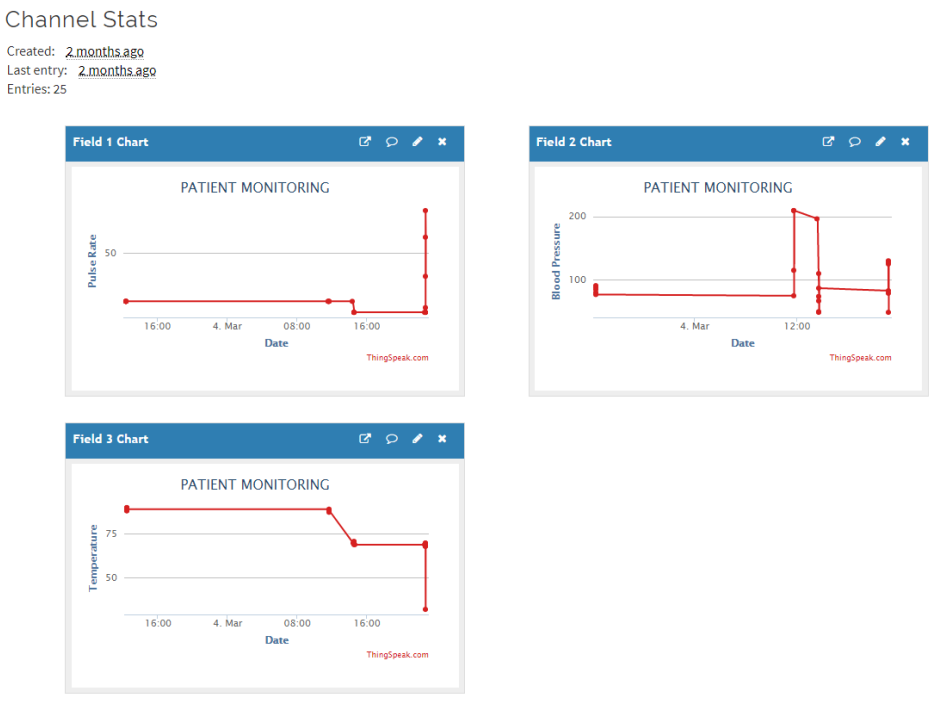 Channel Stats
Created: 2 months ago
Last entry: 2 months ago
Entries: 25
Field 1 Chart
PATIENT MONITORING
Pulse Rate
50
16:00 4. Mar 08:00 16:00
Date
ThingSpeak.com
Field 2 Chart
PATIENT MONITORING
Blood Pressure
200
100
4. Mar 12:00
Date
ThingSpeak.com
Field 3 Chart
PATIENT MONITORING
Temperature
75
50
16:00 4. Mar 08:00 16:00
Date
ThingSpeak.com